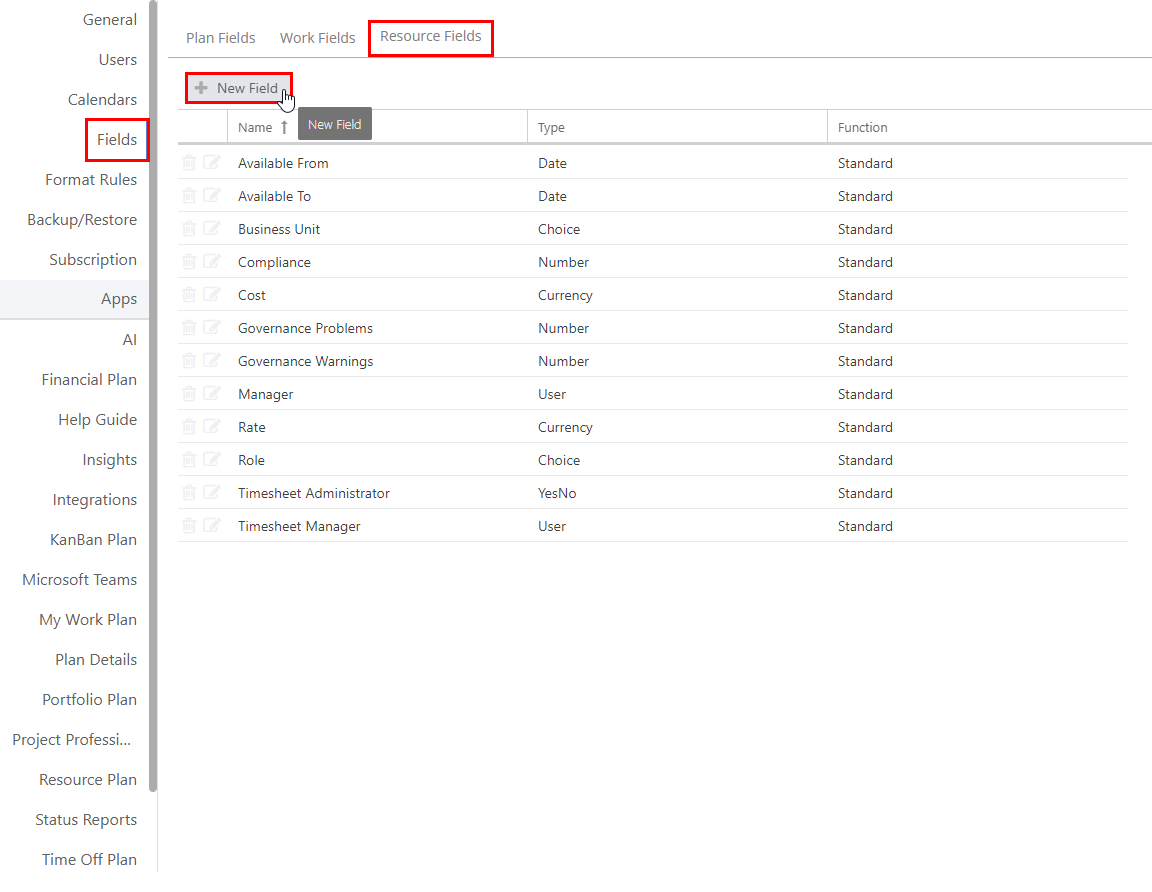 General
Users
Calendars
Fields
Format Rules
Backup/Restore
Subscription
Apps
AI
Financial Plan
Help Guide
Insights
Integrations
KanBan Plan
Microsoft Teams
My Work Plan
Plan Details
Portfolio Plan
Project Professi...
Resource Plan
Status Reports
Time Off Plan
Plan Fields Work Fields Resource Fields
New Field
New Field
Name Type Function
Available From Date Standard
Available To Date Standard
Business Unit Choice Standard
Compliance Number Standard
Cost Currency Standard
Governance Problems Number Standard
Governance Warnings Number Standard
Manager User Standard
Rate Currency Standard
Role Choice Standard
Timesheet Administrator YesNo Standard
Timesheet Manager User Standard